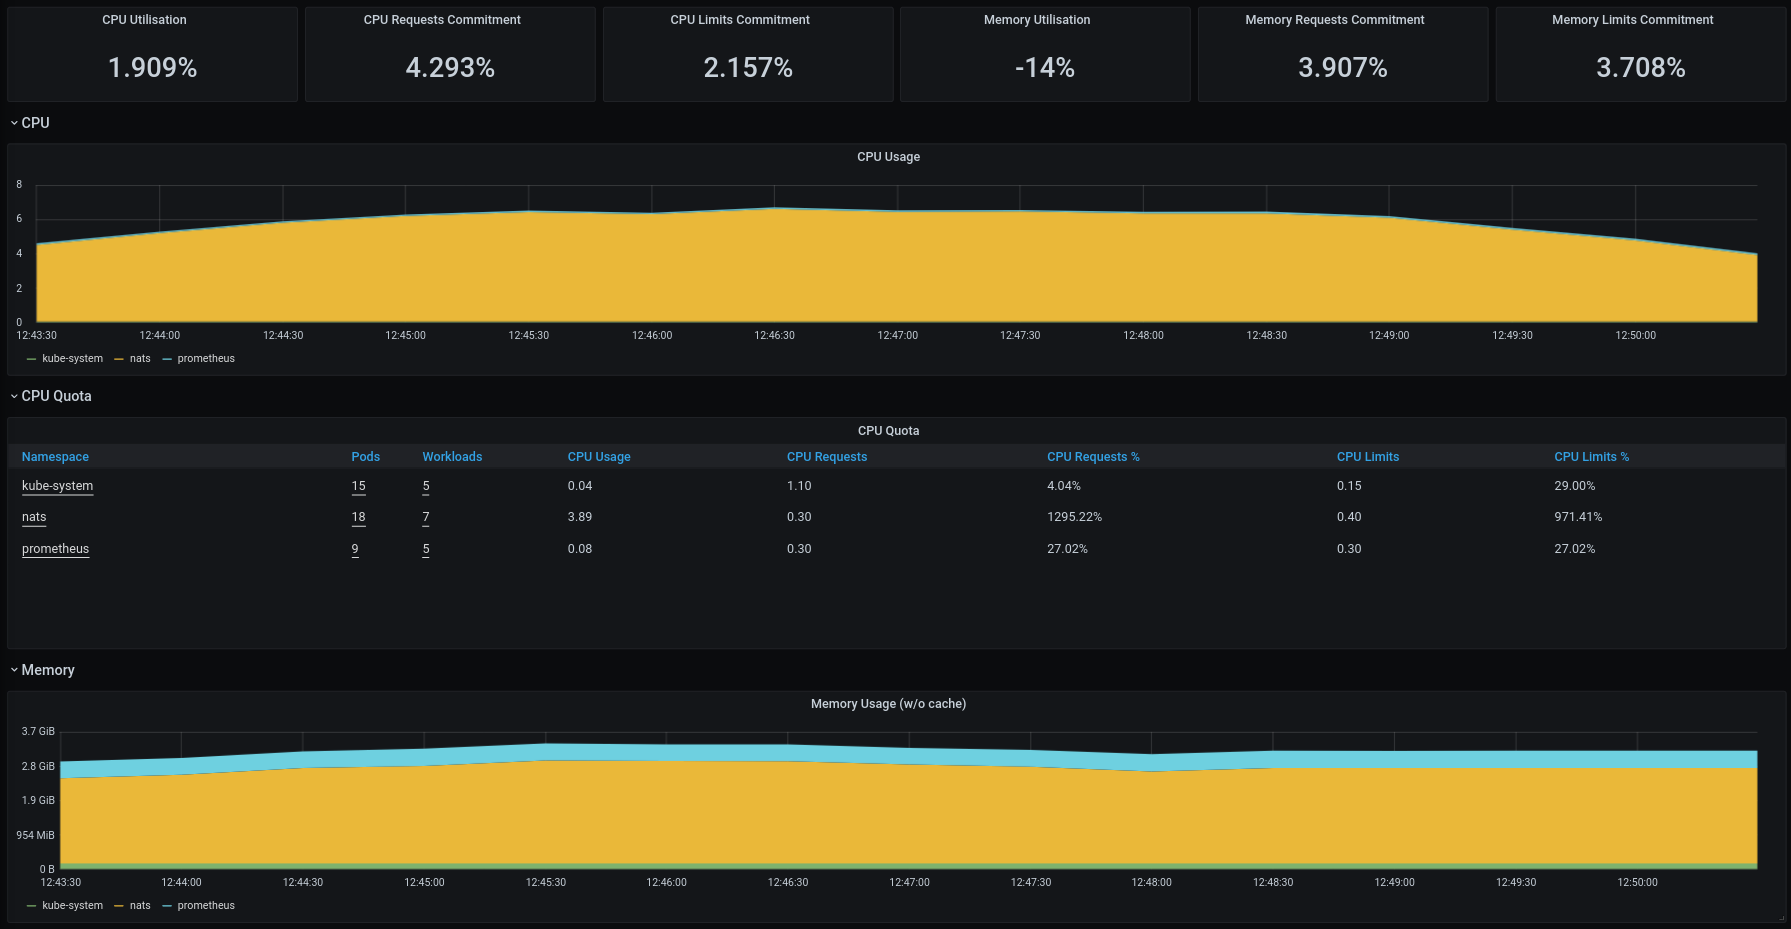 CPU Utilisation CPU Requests Commitment CPU Limits Commitment Memory Utilisation Memory Requests Commitment Memory Limits Commitment
1.909% 4.293% 2.157% -14% 3.907% 3.708%
CPU
CPU Usage
8
6
4
2
0
12:43:30 12:44:00 12:44:30 12:45:00 12:45:30 12:46:00 12:46:30 12:47:00 12:47:30 12:48:00 12:48:30 12:49:00 12:49:30 12:50:00
kube-system nats prometheus
CPU Quota
CPU Quota
Namespace Pods Workloads CPU Usage CPU Requests CPU Requests % CPU Limits CPU Limits %
kube-system 15 5 0.04 1.10 4.04% 0.15 29.00%
nats 18 7 3.89 0.30 1295.22% 0.40 971.41%
prometheus 9 5 0.08 0.30 27.02% 0.30 27.02%
Memory
Memory Usage (w/o cache)
3.7 GiB
2.8 GiB
1.9 GiB
954 MiB
0 B
12:43:30 12:44:00 12:44:30 12:45:00 12:45:30 12:46:00 12:46:30 12:47:00 12:47:30 12:48:00 12:48:30 12:49:00 12:49:30 12:50:00
kube-system nats prometheus